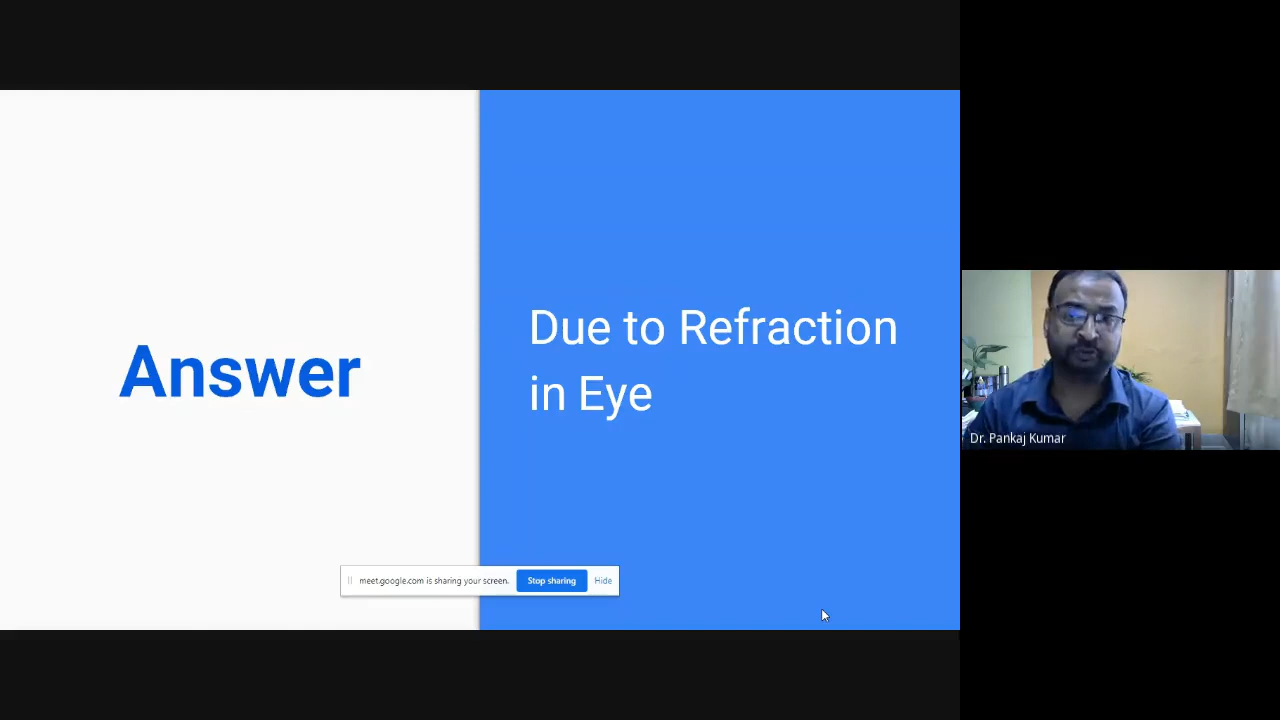 Answer
Due to Refraction
in Eye
meet.google.com is sharing your screen.
Stop sharing
Hide
Dr. Pankaj Kumar